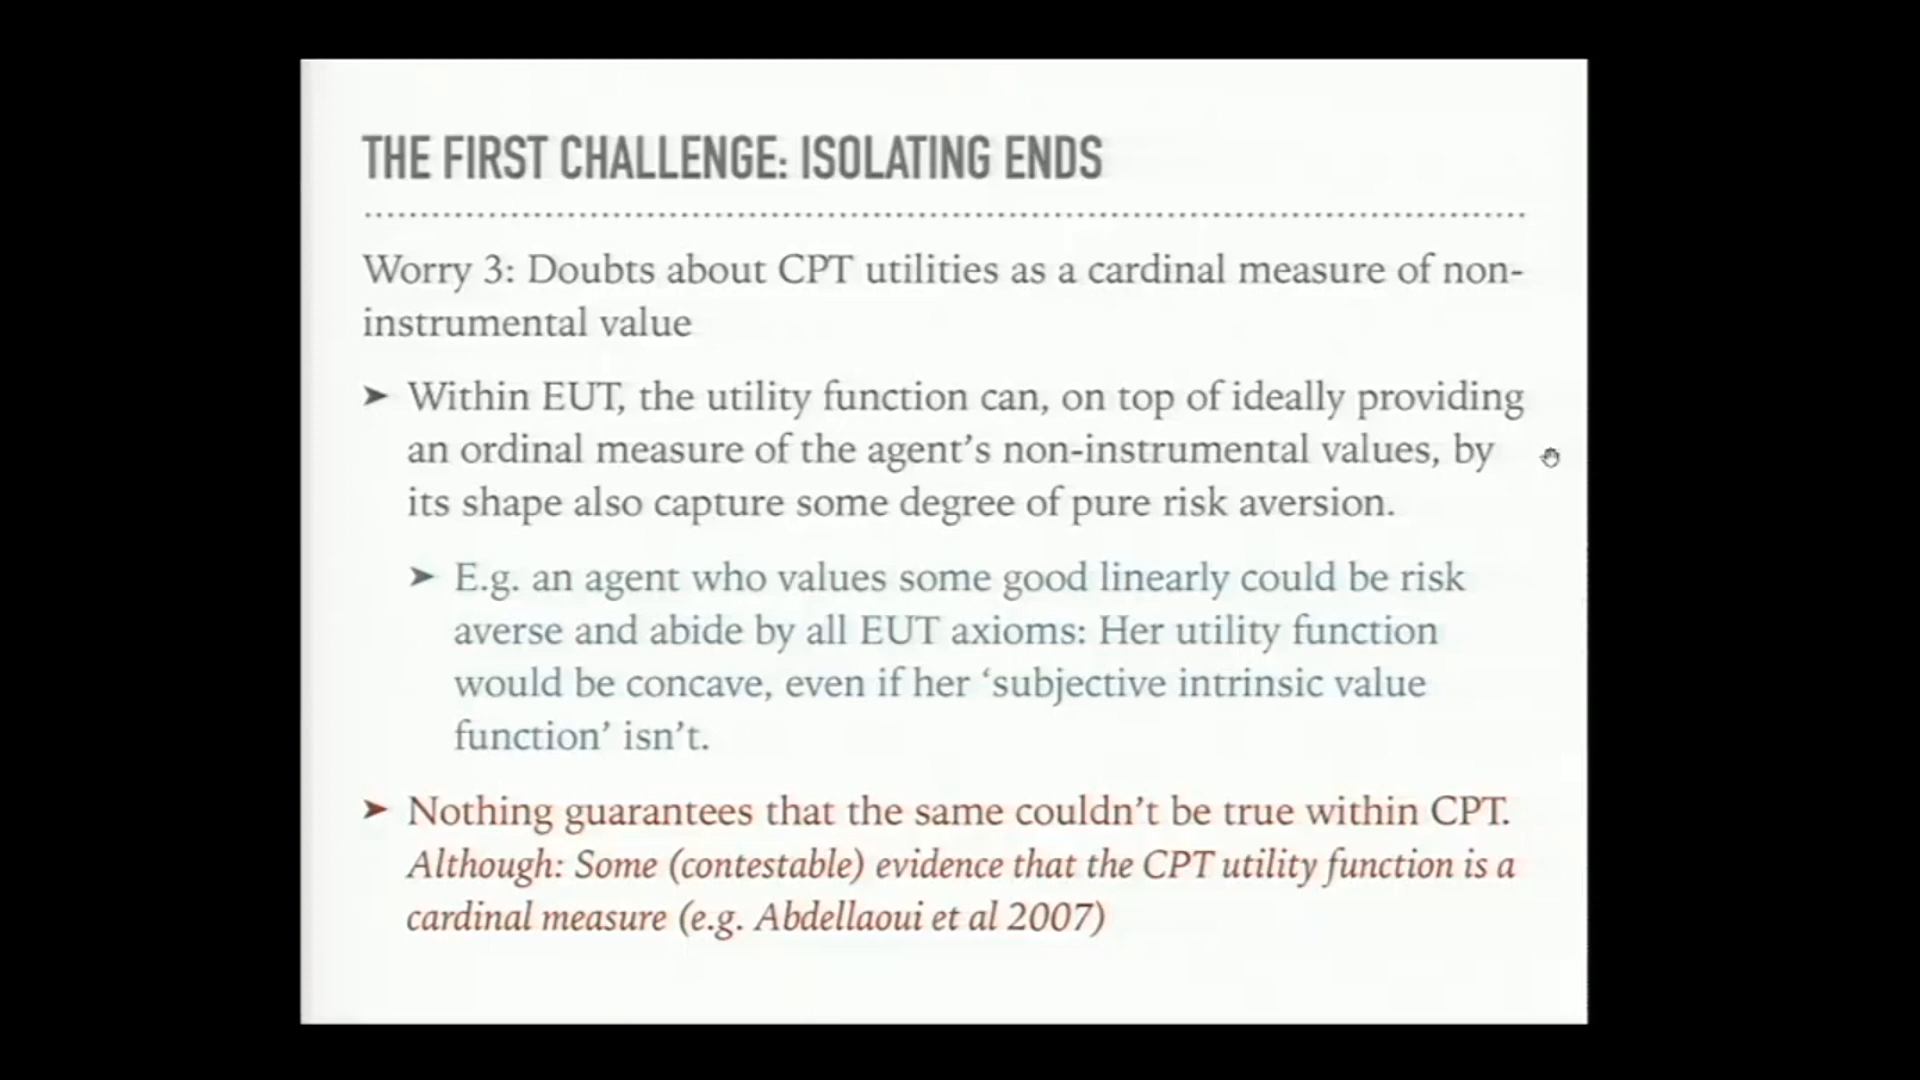 THE FIRST CHALLENGE: ISOLATING ENDS
Worry 3: Doubts about CPT utilities as a cardinal measure of non-
instrumental value
➤ Within EUT, the utility function can, on top of ideally providing
an ordinal measure of the agent’s non-instrumental values, by
its shape also capture some degree of pure risk aversion.
➤ E.g. an agent who values some good linearly could be risk
averse and abide by all EUT axioms: Her utility function
would be concave, even if her ‘subjective intrinsic value
function’ isn’t.
➤ Nothing guarantees that the same couldn’t be true within CPT.
Although: Some (contestable) evidence that the CPT utility function is a
cardinal measure (e.g. Abdellaoui et al 2007)